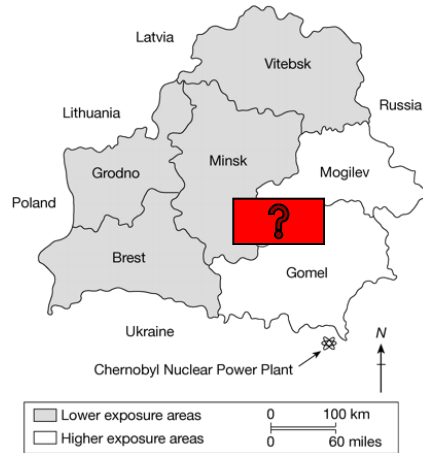 Latvia
Vitebsk
Lithuania
Russia
Minsk
Mogilev
Grodno
Poland
?
Brest
Gomel
Ukraine
N
Chernobyl Nuclear Power Plant
Lower exposure areas
0 100 km
Higher exposure areas
0 60 miles